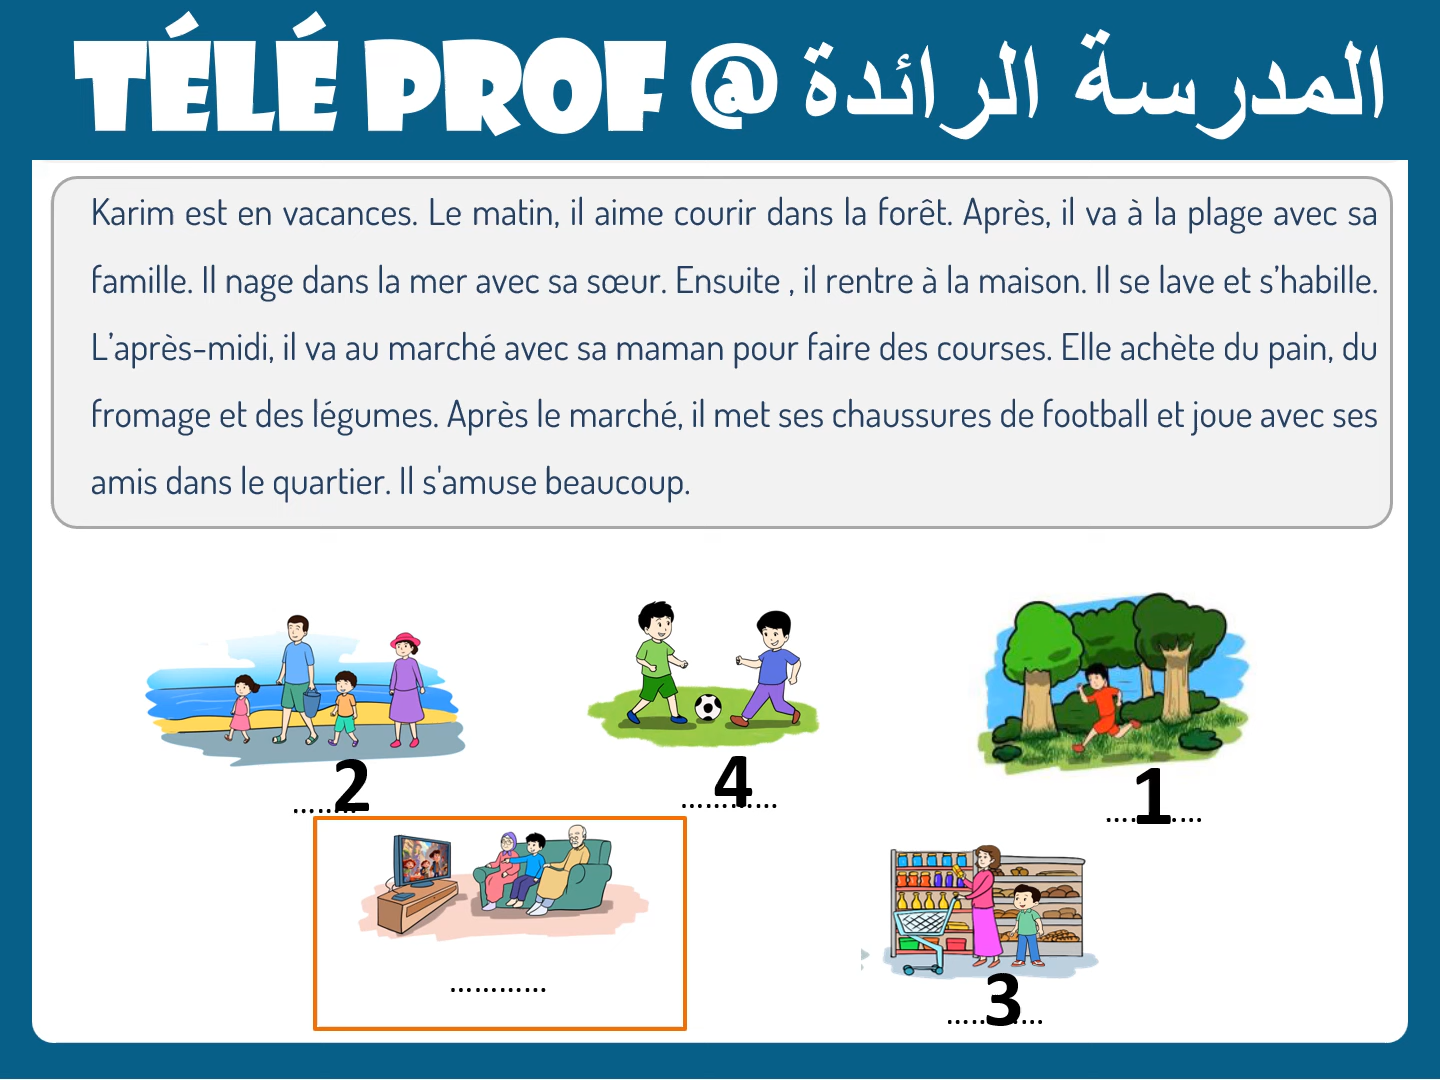 TÉLÉ PROF @ المدرسة الرائدة
Karim est en vacances. Le matin, il aime courir dans la forêt. Après, il va à la plage avec sa
famille. Il nage dans la mer avec sa sœur. Ensuite , il rentre à la maison. Il se lave et s’habille.
L’après-midi, il va au marché avec sa maman pour faire des courses. Elle achète du pain, du
fromage et des légumes. Après le marché, il met ses chaussures de football et joue avec ses
amis dans le quartier. Il s'amuse beaucoup.
2
4
1
............
3